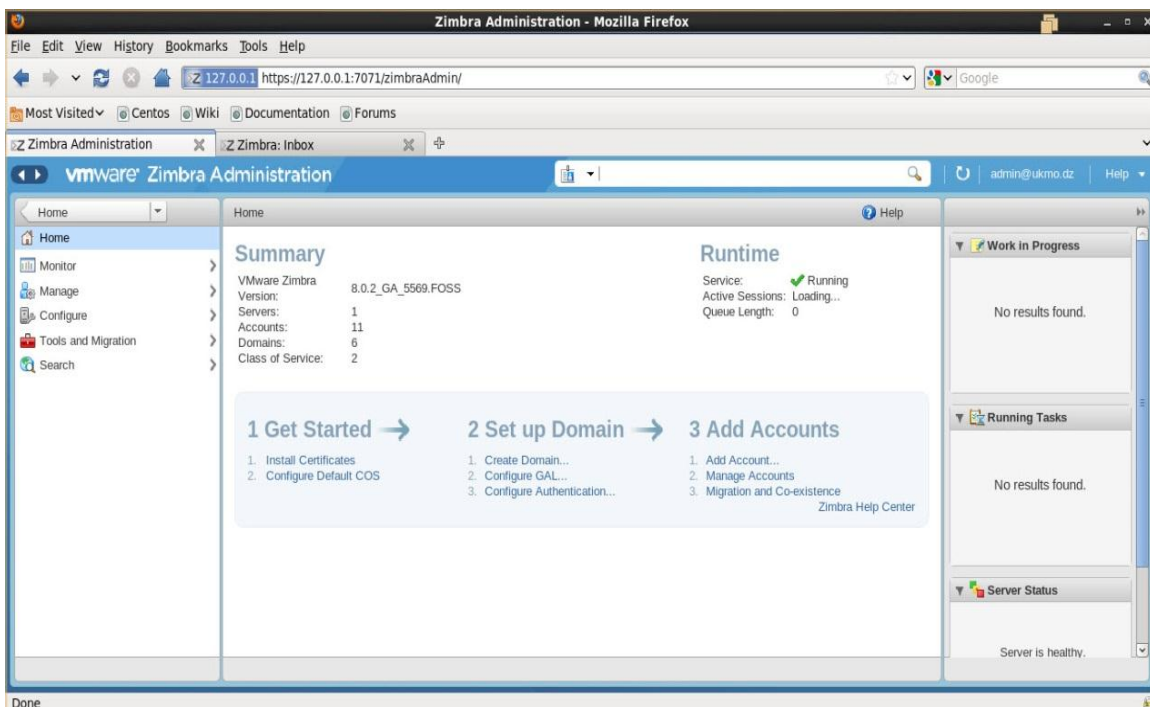 Zimbra Administration - Mozilla Firefox
File Edit View History Bookmarks Tools Help
127.0.0.1 https://127.0.0.1:7071/zimbraAdmin/
Google
Most Visited Centos Wiki Documentation Forums
Zimbra Administration Zimbra: Inbox
vmware Zimbra Administration
admin@ukmo.dz Help
Home
Home
Monitor
Manage
Configure
Tools and Migration
Search
Home Help
Summary
VMware Zimbra Version: 8.0.2_GA_5569.FOSS
Servers: 1
Accounts: 11
Domains: 6
Class of Service: 2
Runtime
Service: Running
Active Sessions: Loading...
Queue Length: 0
1 Get Started
1. Install Certificates
2. Configure Default COS
2 Set up Domain
1. Create Domain...
2. Configure GAL...
3. Configure Authentication...
3 Add Accounts
1. Add Account...
2. Manage Accounts
3. Migration and Co-existence
Zimbra Help Center
Work in Progress
No results found.
Running Tasks
No results found.
Server Status
Server is healthy.
Done